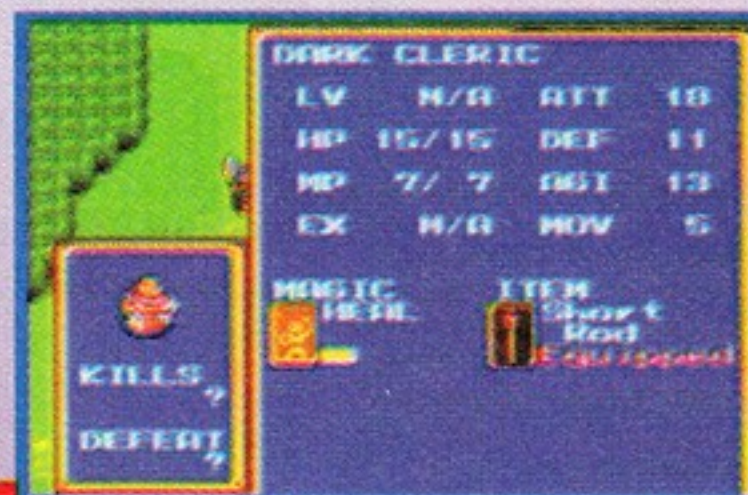 DARK CLERIC
LV N/A ATT 18
HP 15/15 DEF 11
MP 7/ 7 AGI 13
EX N/A MOV 5
MAGIC ITEM
HEAL Short
Rod
Equipped
KILLS
?
DEFEAT
?